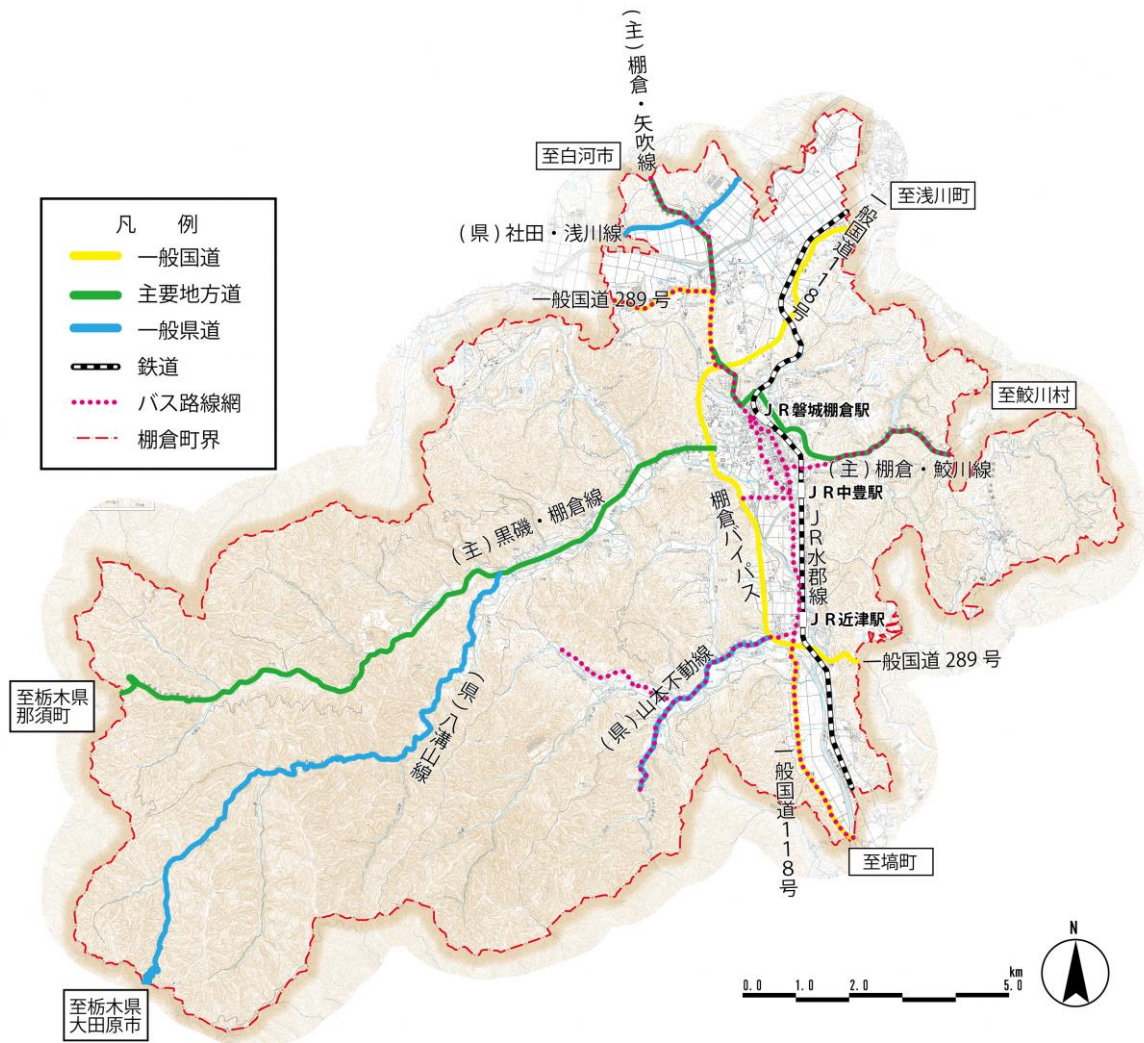 (主)棚倉・矢吹線
至白河市
至浅川町
一般国道118号
凡 例
一般国道
主要地方道
一般県道
鉄道
バス路線網
棚倉町界
(県)社田・浅川線
一般国道289号
至鮫川村
JR磐城棚倉駅
(主)棚倉・鮫川線
JR中豊駅
(主)黒磯・棚倉線
棚倉バイパス
JR水郡線
JR近津駅
一般国道289号
(県)山本不動線
至栃木県
那須町
(県)八溝山線
一般国道118号
至塙町
至栃木県
大田原市
N
km
0.0 1.0 2.0 5.0